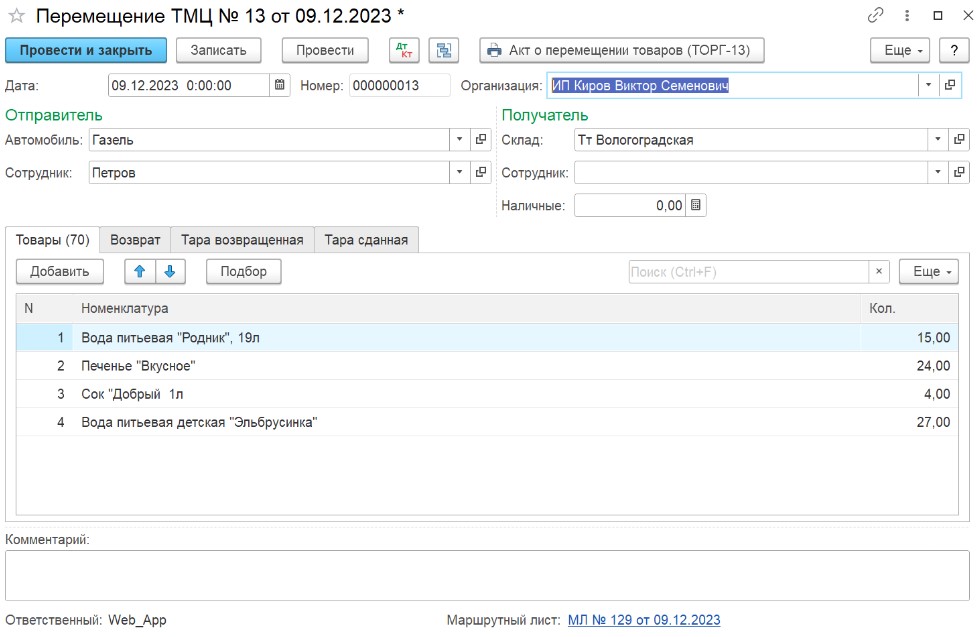 Перемещение ТМЦ № 13 от 09.12.2023 *
Провести и закрыть Записать Провести Дт Кт Акт о перемещении товаров (ТОРГ-13) Еще ?
Дата: 09.12.2023 0:00:00 Номер: 000000013 Организация: ИП Киров Виктор Семенович
Отправитель Получатель
Автомобиль: Газель Склад: Тт Вологоградская
Сотрудник: Петров Сотрудник:
Наличные: 0,00
Товары (70) Возврат Тара возвращенная Тара сданная
Добавить Подбор Поиск (Ctrl+F) × Еще
N Номенклатура Кол.
1 Вода питьевая "Родник", 19л 15,00
2 Печенье "Вкусное" 24,00
3 Сок "Добрый 1л 4,00
4 Вода питьевая детская "Эльбрусинка" 27,00
Комментарий:
Ответственный: Web_App Маршрутный лист: МЛ № 129 от 09.12.2023